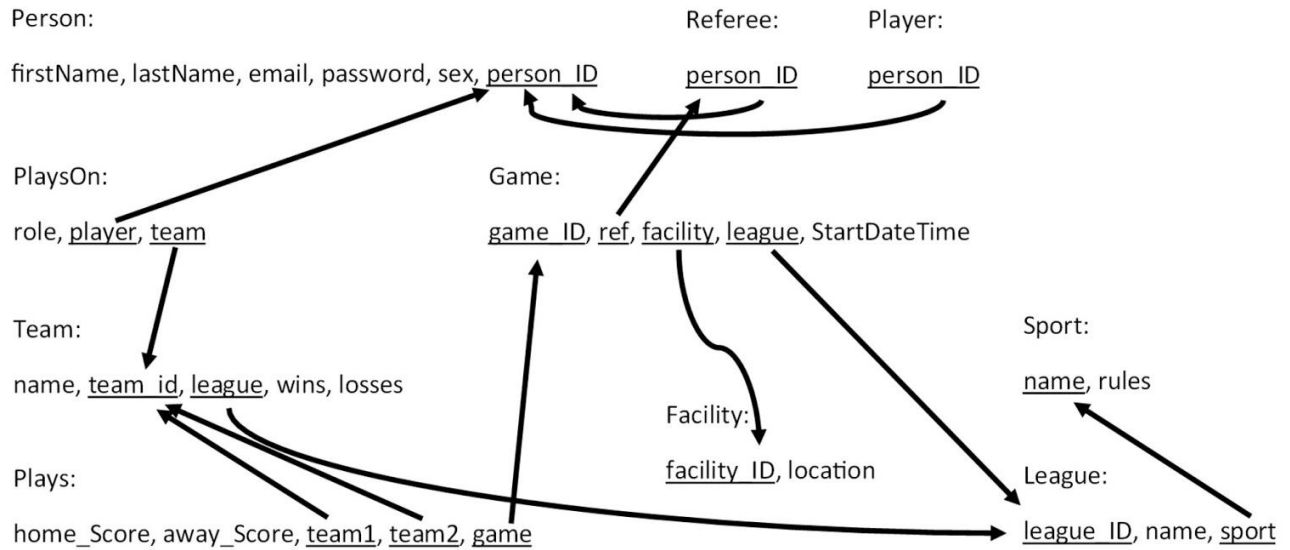 Person:
Referee:
Player:
firstName, lastName, email, password, sex, person_ID
person_ID
person_ID
PlaysOn:
Game:
role, player, team
game_ID, ref, facility, league, StartDateTime
Team:
Sport:
name, team_id, league, wins, losses
name, rules
Facility:
Plays:
facility_ID, location
League:
home_Score, away_Score, team1, team2, game
league_ID, name, sport